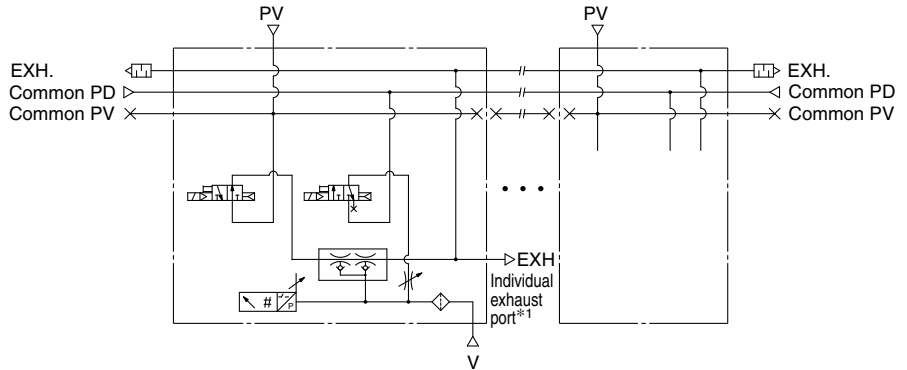 PV
PV
EXH.
EXH.
Common PD
Common PD
Common PV
Common PV
#
P
EXH
Individual
exhaust
port*1
V